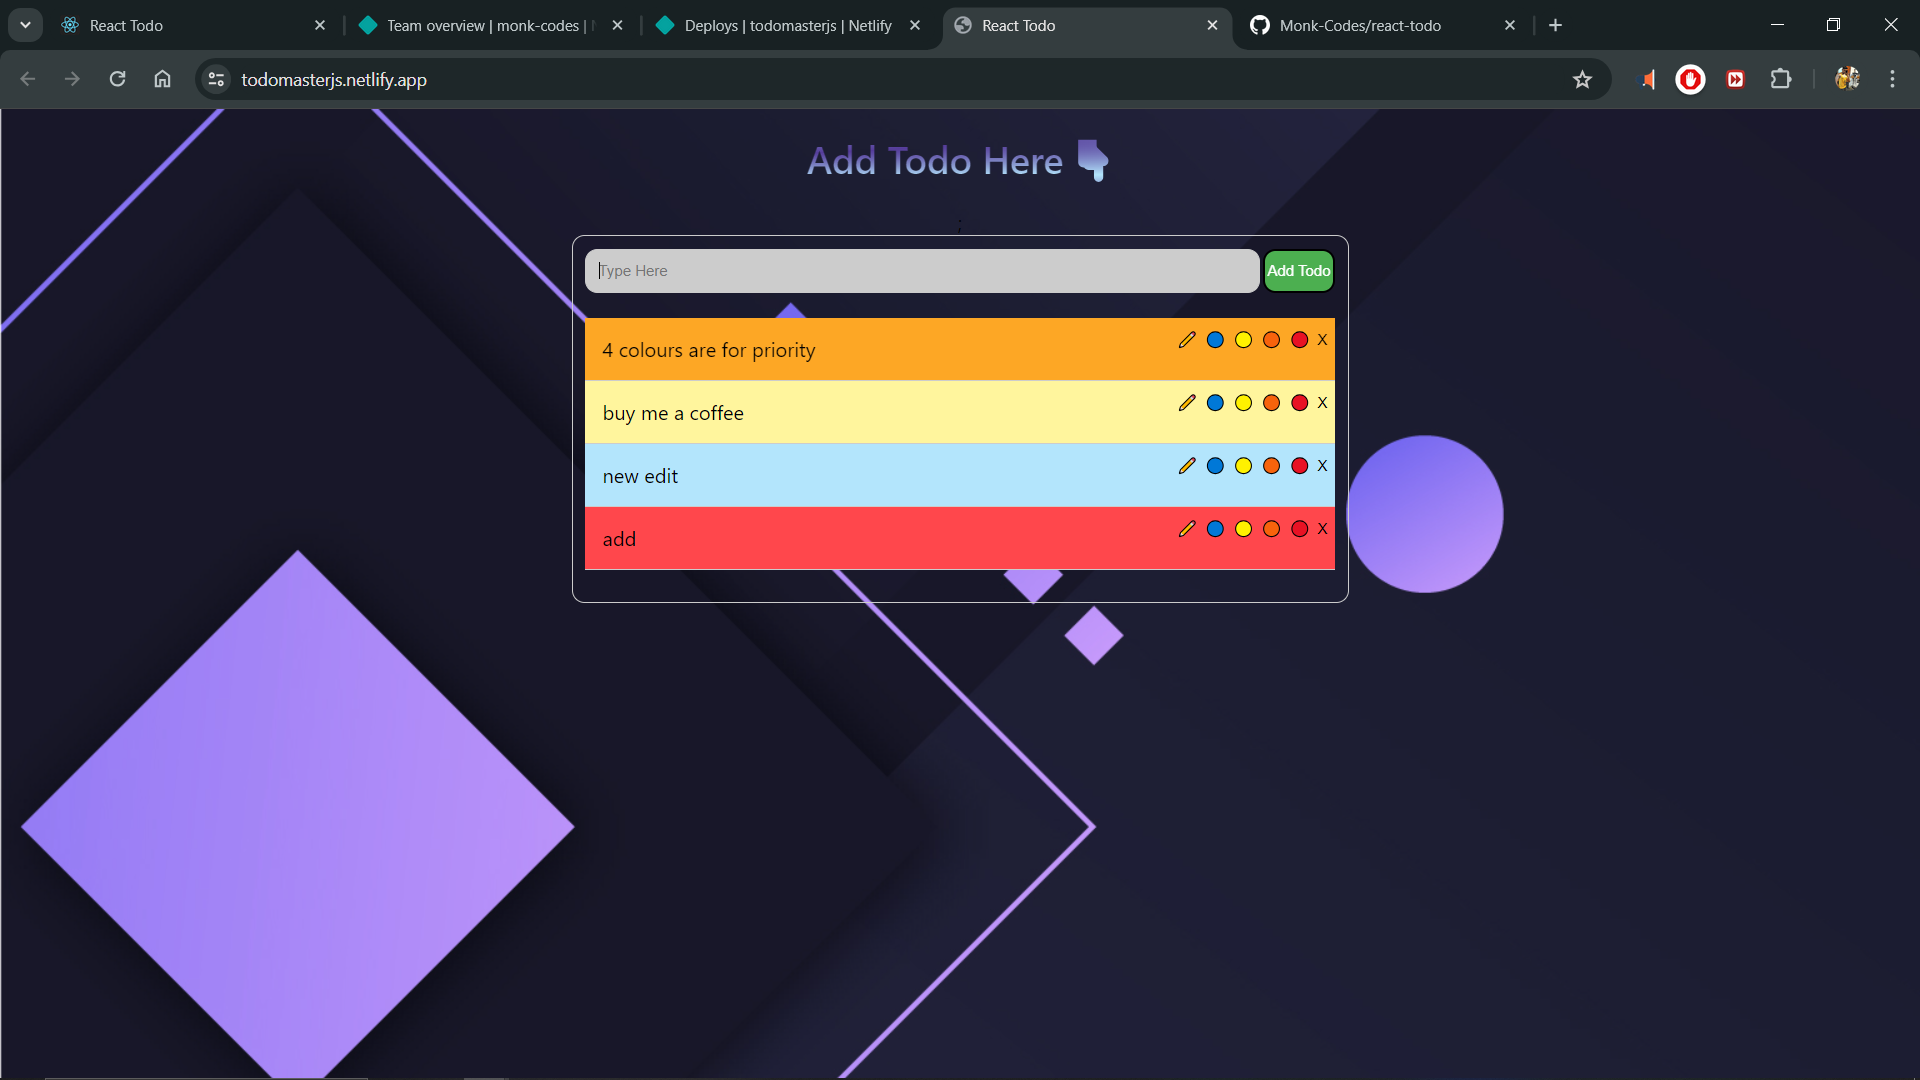 React Todo
Team overview | monk-codes |
Deploys | todomasterjs | Netlify
React Todo
Monk-Codes/react-todo
todomasterjs.netlify.app
Add Todo Here 👇
;
Type Here
Add Todo
4 colours are for priority
X
buy me a coffee
X
new edit
X
add
X